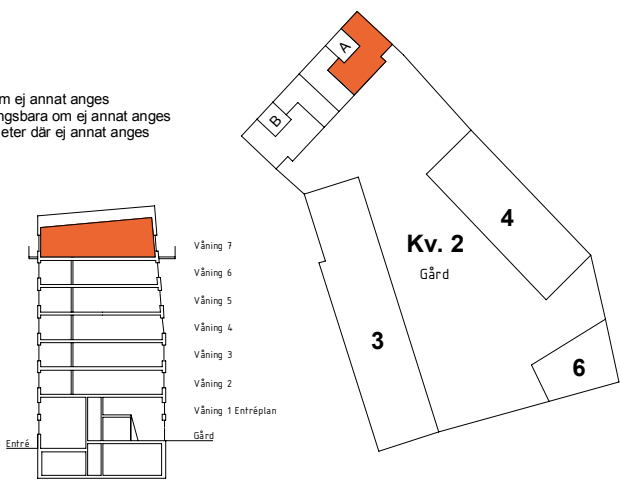 m ej annat anges
ngsbara om ej annat anges
eter där ej annat anges
A
B
4
Kv. 2
Gård
3
6
Våning 7
Våning 6
Våning 5
Våning 4
Våning 3
Våning 2
Våning 1 Entréplan
Gård
Entré